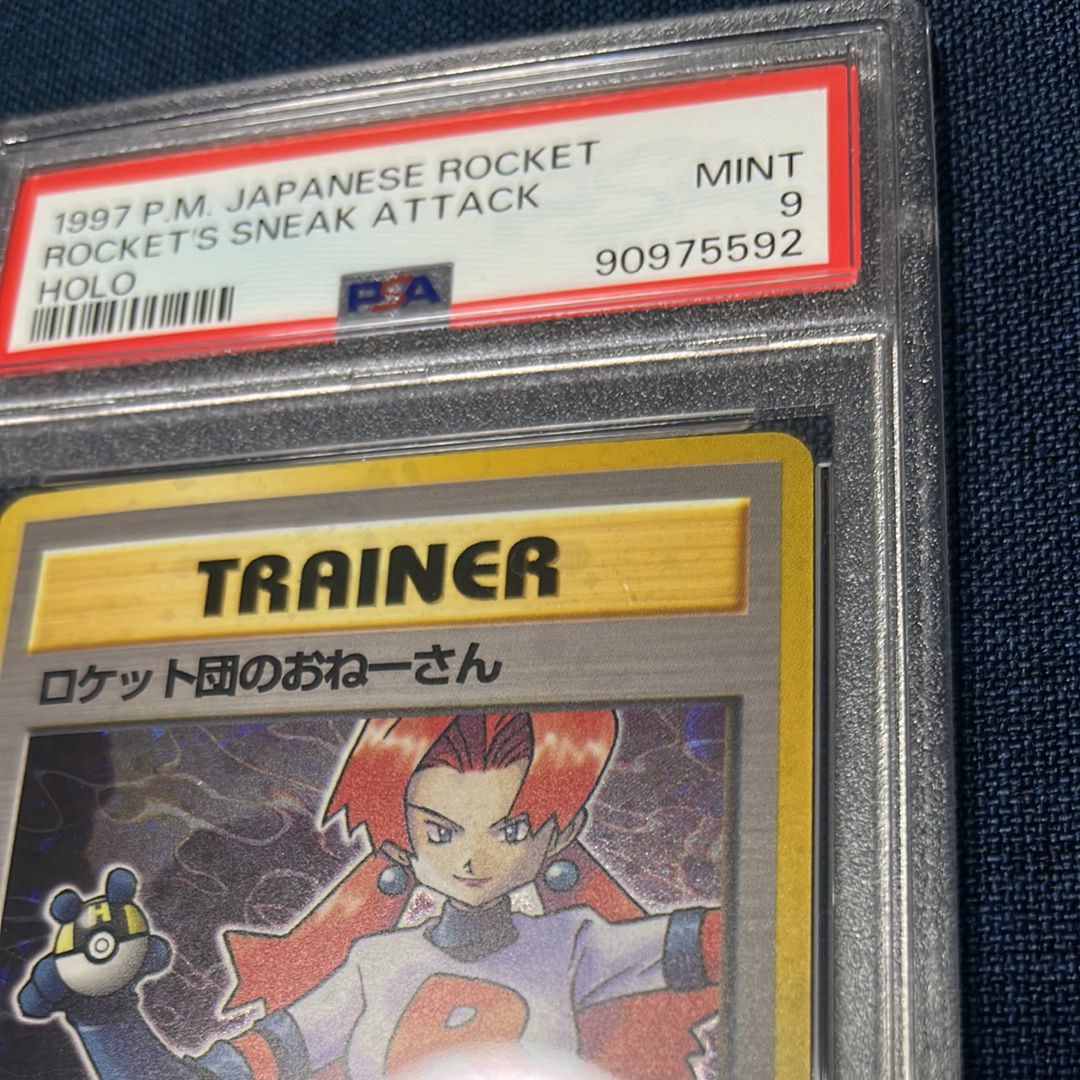 1997 P.M. JAPANESE ROCKET
ROCKET'S SNEAK ATTACK
HOLO
MINT
9
90975592
PSA
TRAINER
ロケット団のおねーさん
H
R